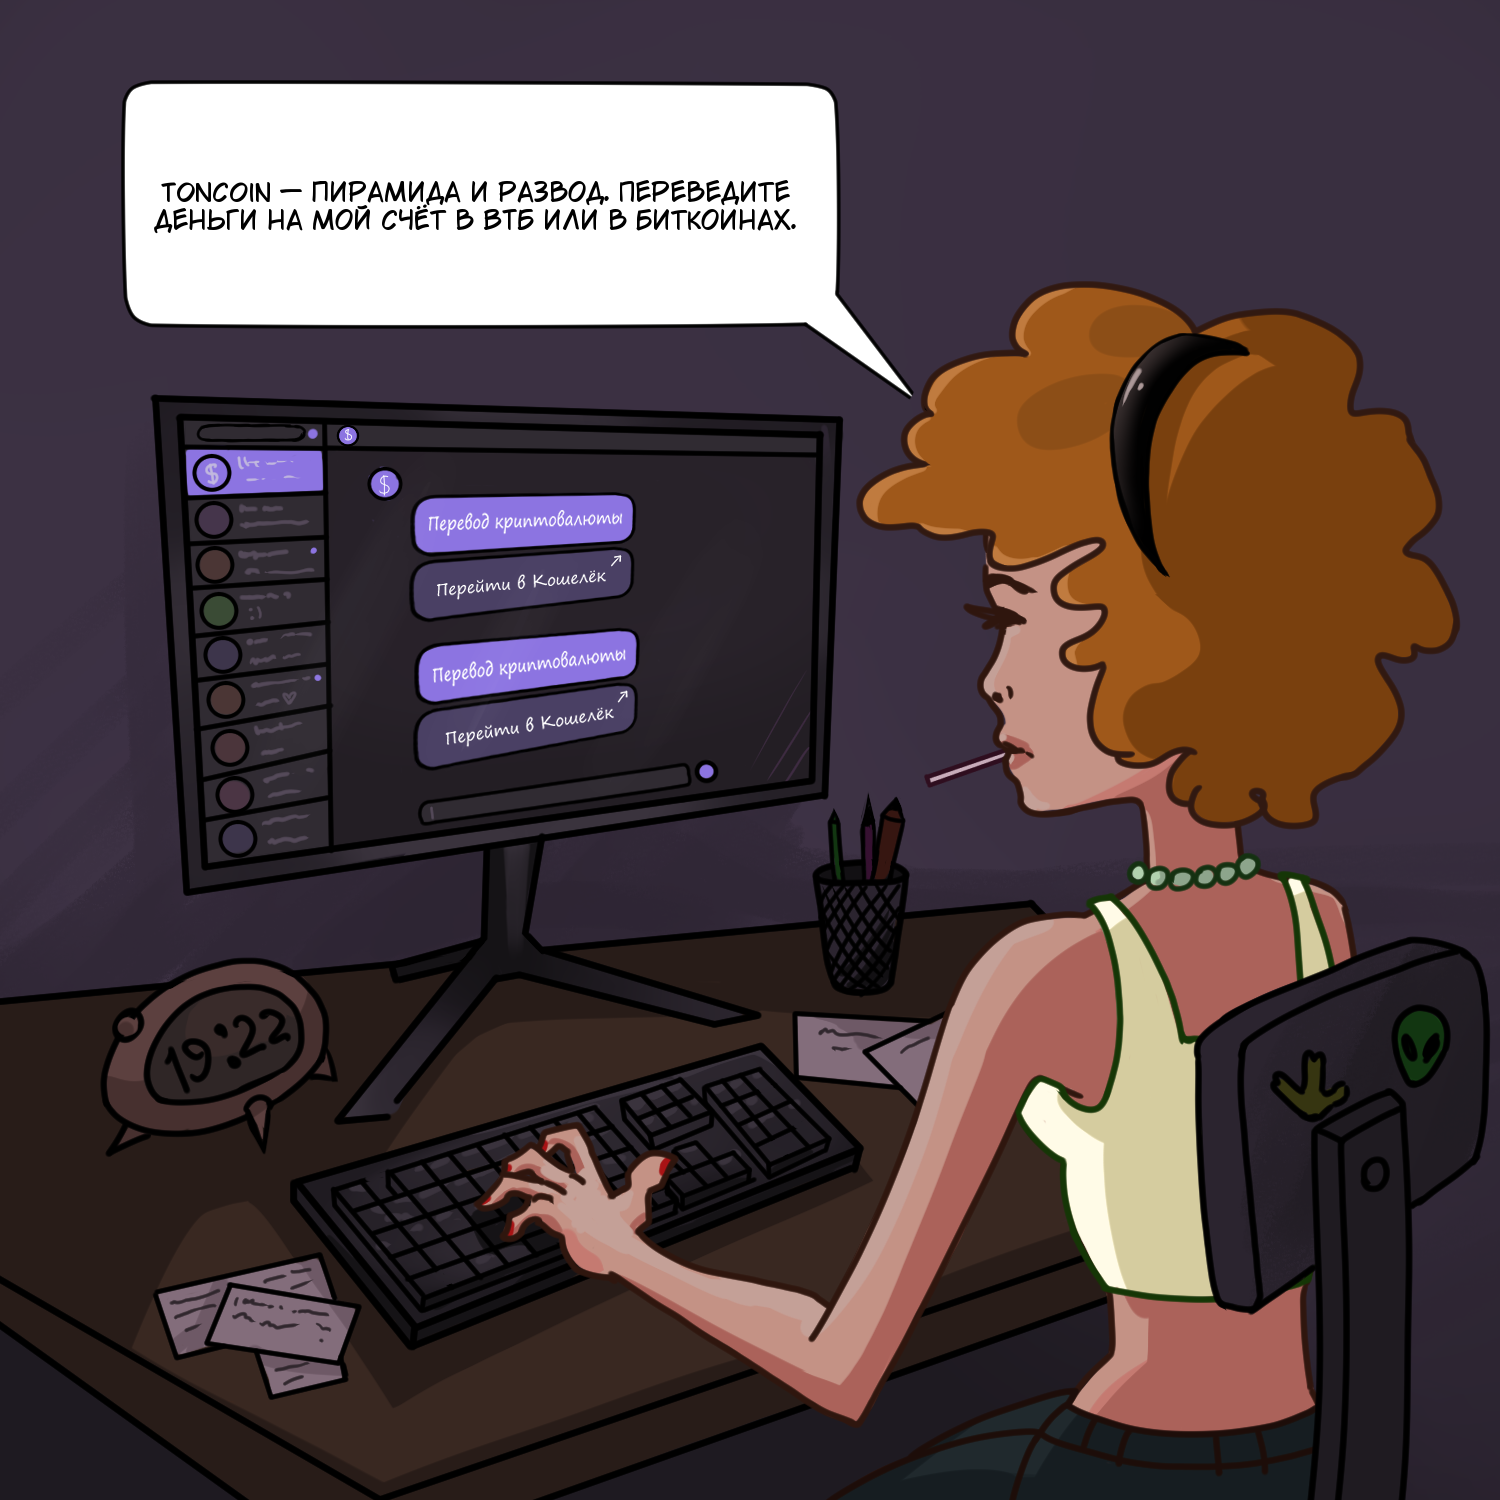 TONCOIN — ПИРАМИДА И РАЗВОД. ПЕРЕВЕДИТЕ
ДЕНЬГИ НА МОЙ СЧЁТ В ВТБ ИЛИ В БИТКОИНАХ.
$
$
$
Перевод криптовалюты
Перейти в Кошелёк
:)
Перевод криптовалюты
Перейти в Кошелёк
19:22